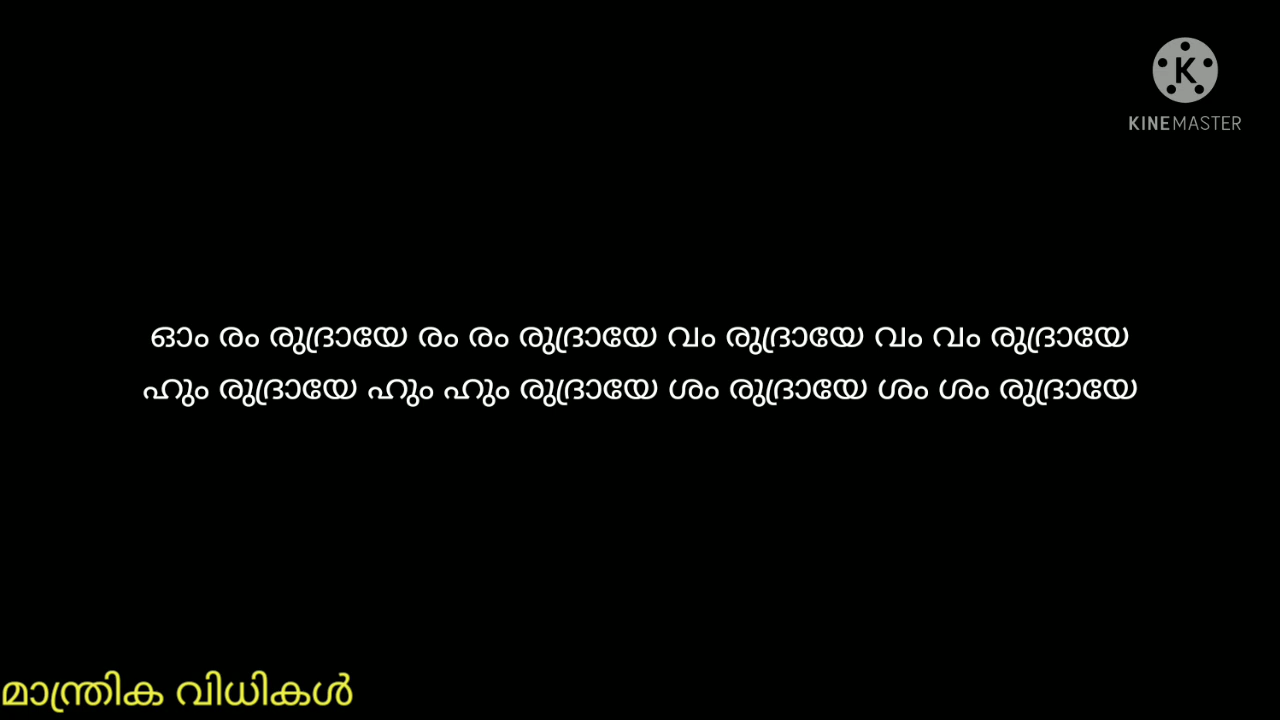 KINEMASTER
ഓം രം രുദ്രായേ രം രം രുദ്രായേ വം രുദ്രായേ വം വം രുദ്രായേ
ഹും രുദ്രായേ ഹും ഹും രുദ്രായേ ശം രുദ്രായേ ശം ശം രുദ്രായേ
മാന്ത്രിക വിധികൾ